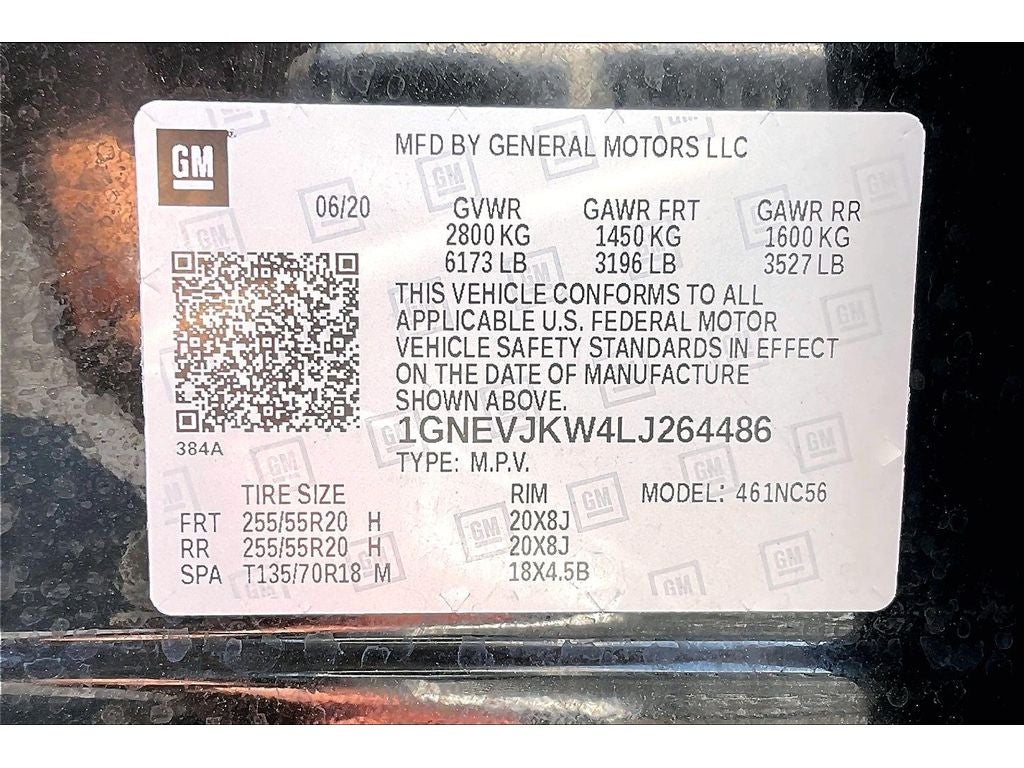 GM
MFD BY GENERAL MOTORS LLC
06/20 GVWR GAWR FRT GAWR RR
2800 KG 1450 KG 1600 KG
6173 LB 3196 LB 3527 LB
THIS VEHICLE CONFORMS TO ALL
APPLICABLE U.S. FEDERAL MOTOR
VEHICLE SAFETY STANDARDS IN EFFECT
ON THE DATE OF MANUFACTURE
SHOWN ABOVE.
384A
1GNEVJKW4LJ264486
TYPE: M.P.V.
TIRE SIZE RIM MODEL: 461NC56
FRT 255/55R20 H 20X8J
RR 255/55R20 H 20X8J
SPA T135/70R18 M 18X4.5B